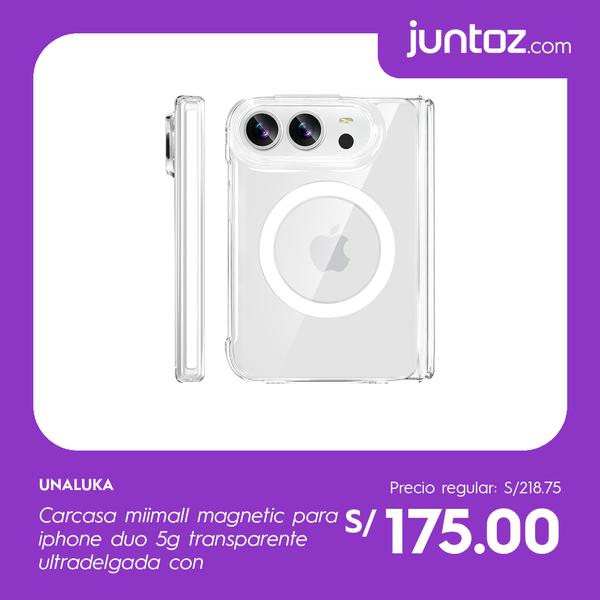 juntoz.com
UNALUKA
Carcasa miimall magnetic para
iphone duo 5g transparente
ultradelgada con
Precio regular: S/218.75
S/ 175.00